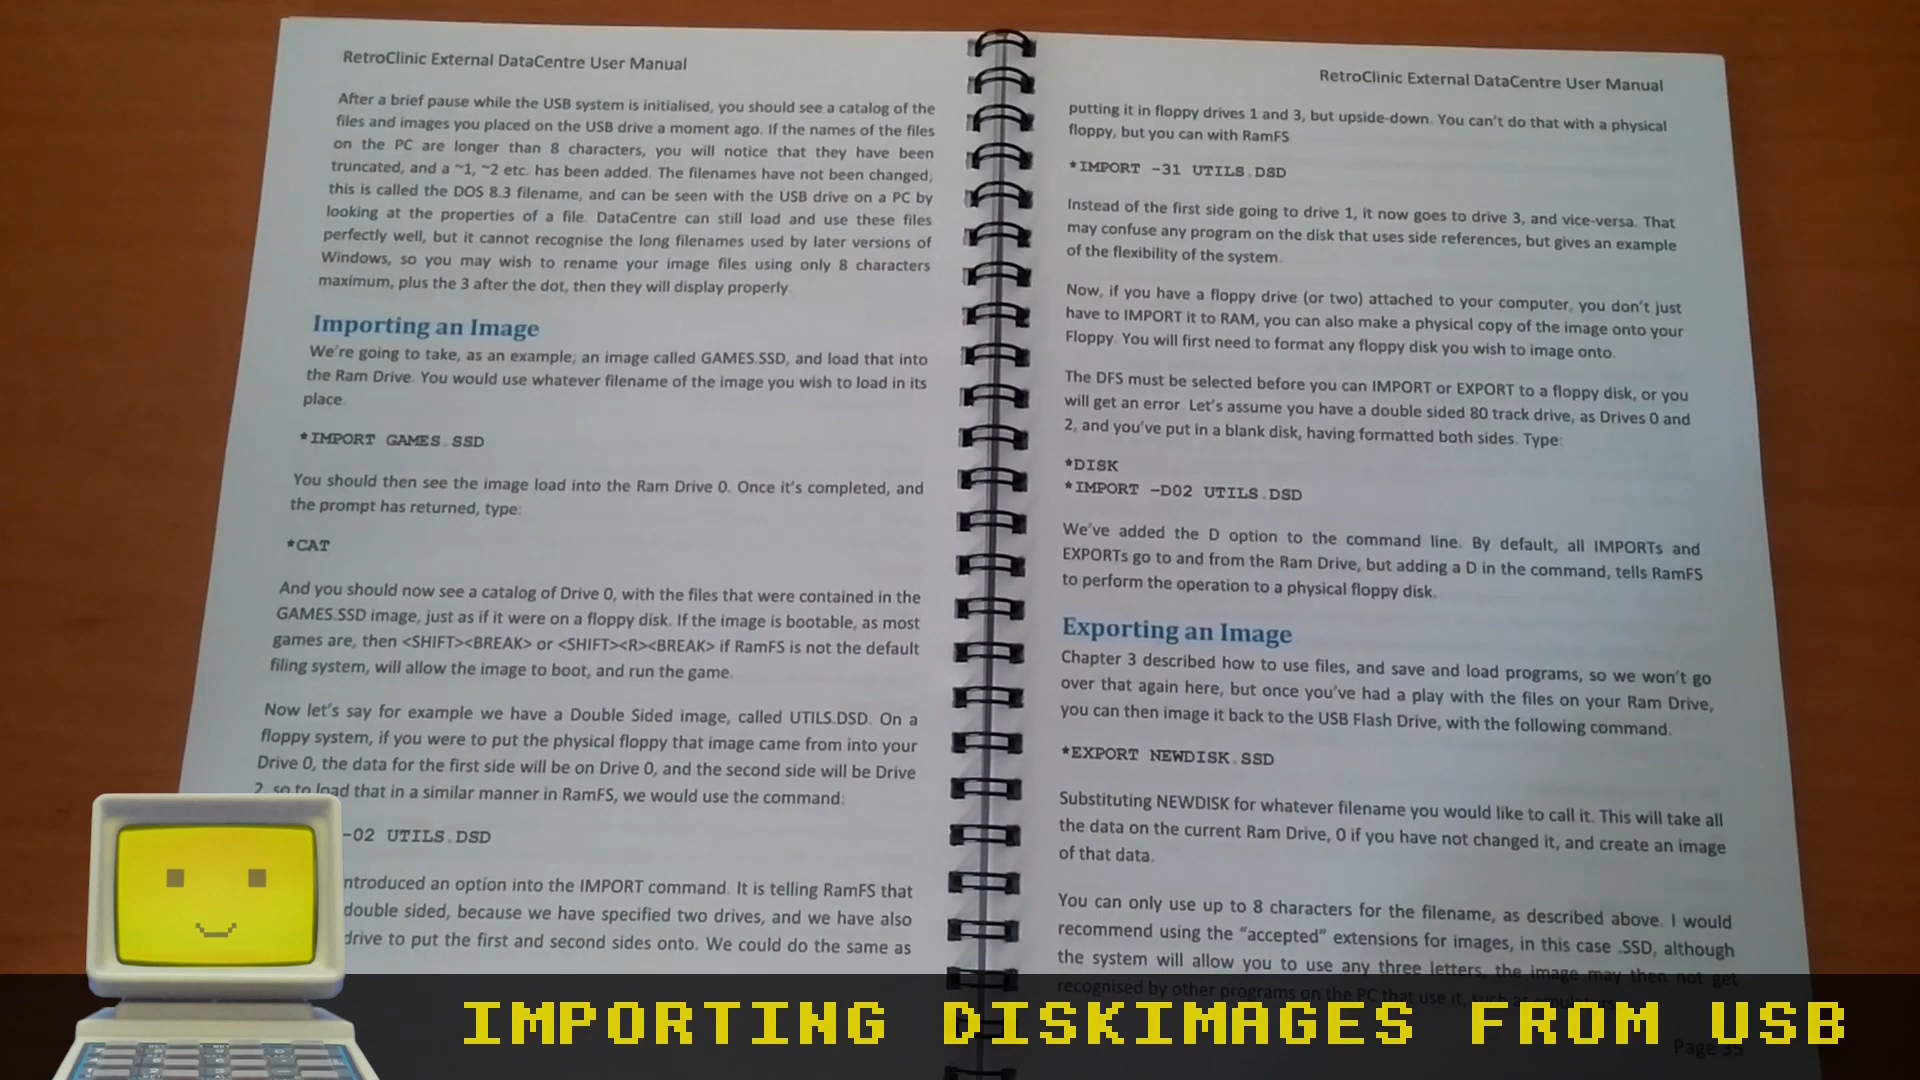 RetroClinic External DataCentre User Manual
After a brief pause while the USB system is initialised, you should see a catalog of the
files and images you placed on the USB drive a moment ago. If the names of the files
on the PC are longer than 8 characters, you will notice that they have been
truncated, and a ~1, ~2 etc. has been added. The filenames have not been changed,
this is called the DOS 8.3 filename, and can be seen with the USB drive on a PC by
looking at the properties of a file. DataCentre can still load and use these files
perfectly well, but it cannot recognise the long filenames used by later versions of
Windows, so you may wish to rename your image files using only 8 characters
maximum, plus the 3 after the dot, then they will display properly.
Importing an Image
We're going to take, as an example, an image called GAMES.SSD, and load that into
the Ram Drive. You would use whatever filename of the image you wish to load in its
place.
*IMPORT GAMES.SSD
You should then see the image load into the Ram Drive 0. Once it's completed, and
the prompt has returned, type:
*CAT
And you should now see a catalog of Drive 0, with the files that were contained in the
GAMES.SSD image, just as if it were on a floppy disk. If the image is bootable, as most
games are, then <SHIFT><BREAK> or <SHIFT><R><BREAK> if RamFS is not the default
filing system, will allow the image to boot, and run the game.
Now let's say for example we have a Double Sided image, called UTILS.DSD. On a
floppy system, if you were to put the physical floppy that image came from into your
Drive 0, the data for the first side will be on Drive 0, and the second side will be Drive
2, so to load that in a similar manner in RamFS, we would use the command:
-02 UTILS.DSD
ntroduced an option into the IMPORT command. It is telling RamFS that
double sided, because we have specified two drives, and we have also
drive to put the first and second sides onto. We could do the same as
RetroClinic External DataCentre User Manual
putting it in floppy drives 1 and 3, but upside-down. You can't do that with a physical
floppy, but you can with RamFS
*IMPORT -31 UTILS.DSD
Instead of the first side going to drive 1, it now goes to drive 3, and vice-versa. That
may confuse any program on the disk that uses side references, but gives an example
of the flexibility of the system.
Now, if you have a floppy drive (or two) attached to your computer, you don't just
have to IMPORT it to RAM, you can also make a physical copy of the image onto your
Floppy. You will first need to format any floppy disk you wish to image onto.
The DFS must be selected before you can IMPORT or EXPORT to a floppy disk, or you
will get an error. Let's assume you have a double sided 80 track drive, as Drives 0 and
2, and you've put in a blank disk, having formatted both sides. Type:
*DISK
*IMPORT -D02 UTILS.DSD
We've added the D option to the command line. By default, all IMPORTs and
EXPORTs go to and from the Ram Drive, but adding a D in the command, tells RamFS
to perform the operation to a physical floppy disk.
Exporting an Image
Chapter 3 described how to use files, and save and load programs, so we won't go
over that again here, but once you've had a play with the files on your Ram Drive,
you can then image it back to the USB Flash Drive, with the following command.
*EXPORT NEWDISK.SSD
Substituting NEWDISK for whatever filename you would like to call it. This will take all
the data on the current Ram Drive, 0 if you have not changed it, and create an image
of that data.
You can only use up to 8 characters for the filename, as described above. I would
recommend using the "accepted" extensions for images, in this case .SSD, although
the system will allow you to use any three letters, the image may then not get
recognised by other programs on the PC that use it, such as
Page 35
IMPORTING DISKIMAGES FROM USB